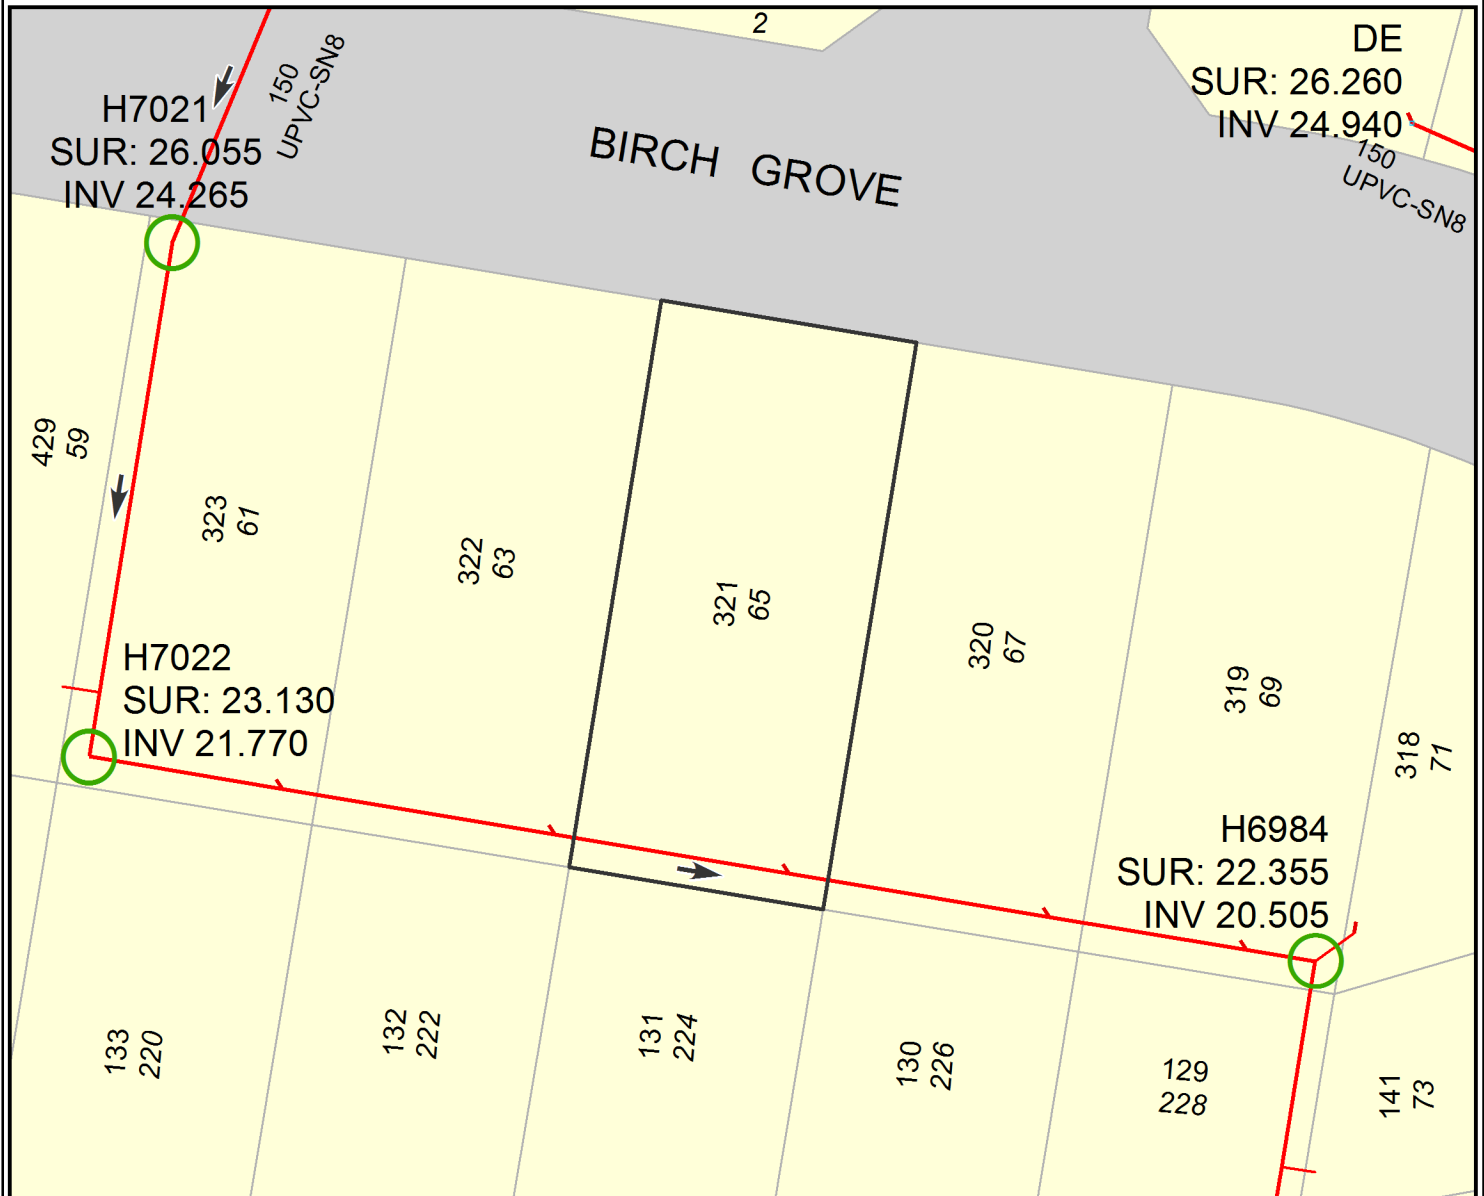 2
DE
SUR: 26.260
INV 24.940
150
UPVC-SN8
150
UPVC-SN8
H7021
SUR: 26.055
INV 24.265
BIRCH GROVE
429
59
323
61
322
63
321
65
320
67
319
69
318
71
H7022
SUR: 23.130
INV 21.770
H6984
SUR: 22.355
INV 20.505
133
220
132
222
131
224
130
226
129
228
141
73